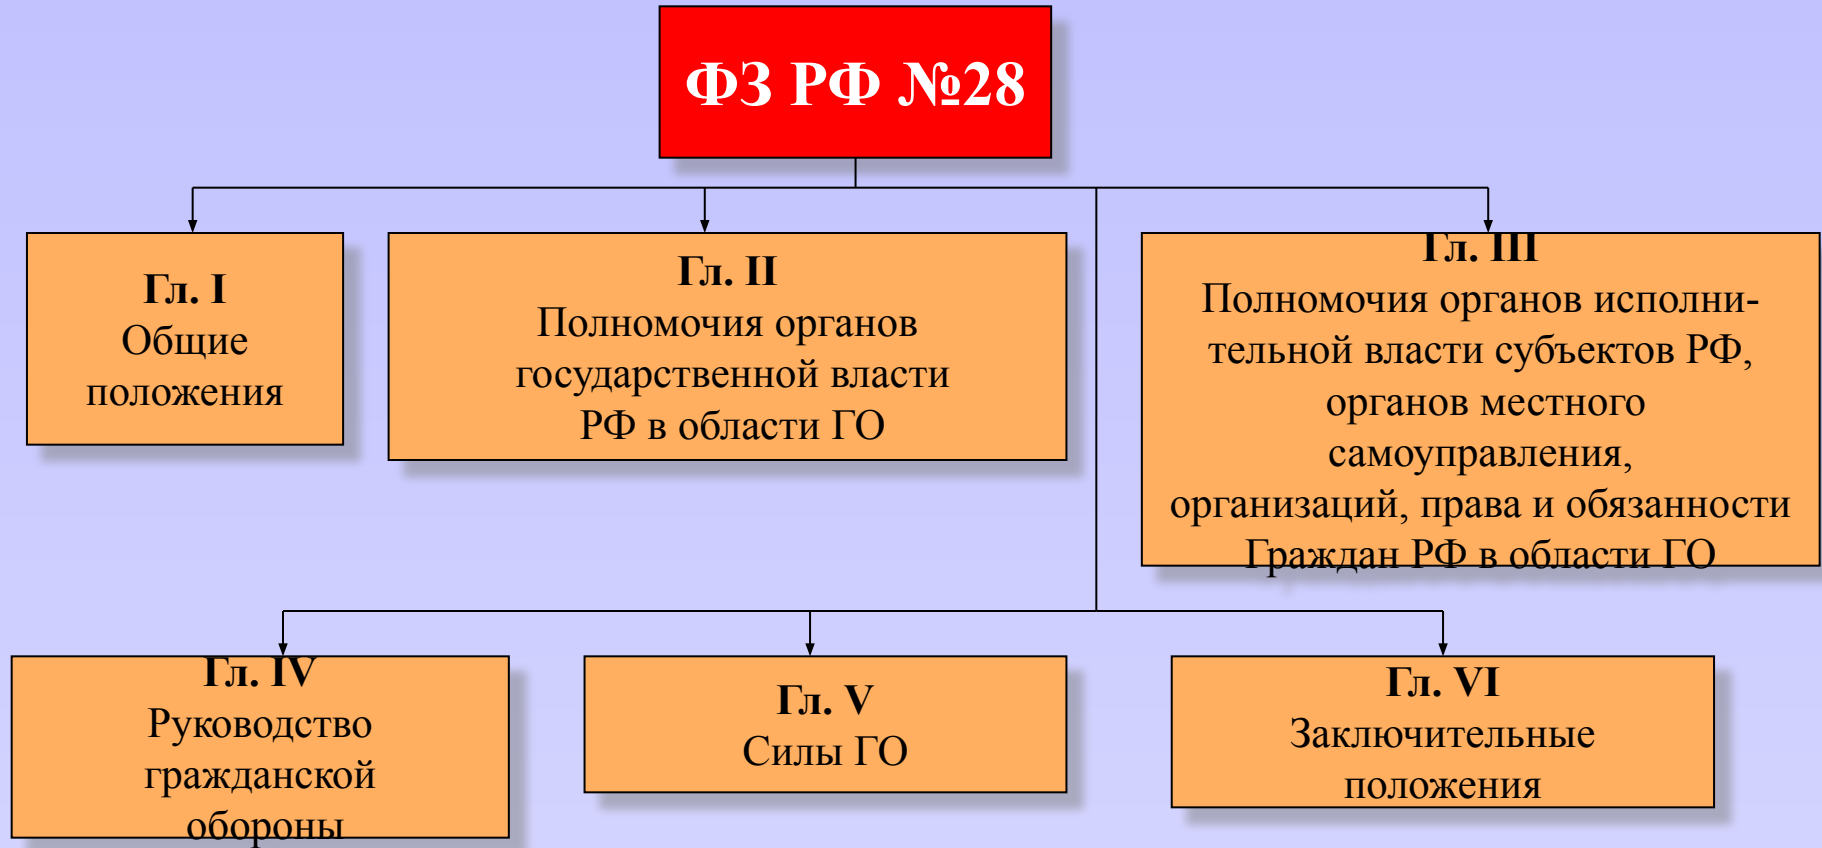 ФЗ РФ №28
Гл. I
Общие
положения
Гл. II
Полномочия органов
государственной власти
РФ в области ГО
Гл. III
Полномочия органов исполни-
тельной власти субъектов РФ,
органов местного
самоуправления,
организаций, права и обязанности
Граждан РФ в области ГО
Гл. IV
Руководство
гражданской
обороны
Гл. V
Силы ГО
Гл. VI
Заключительные
положения